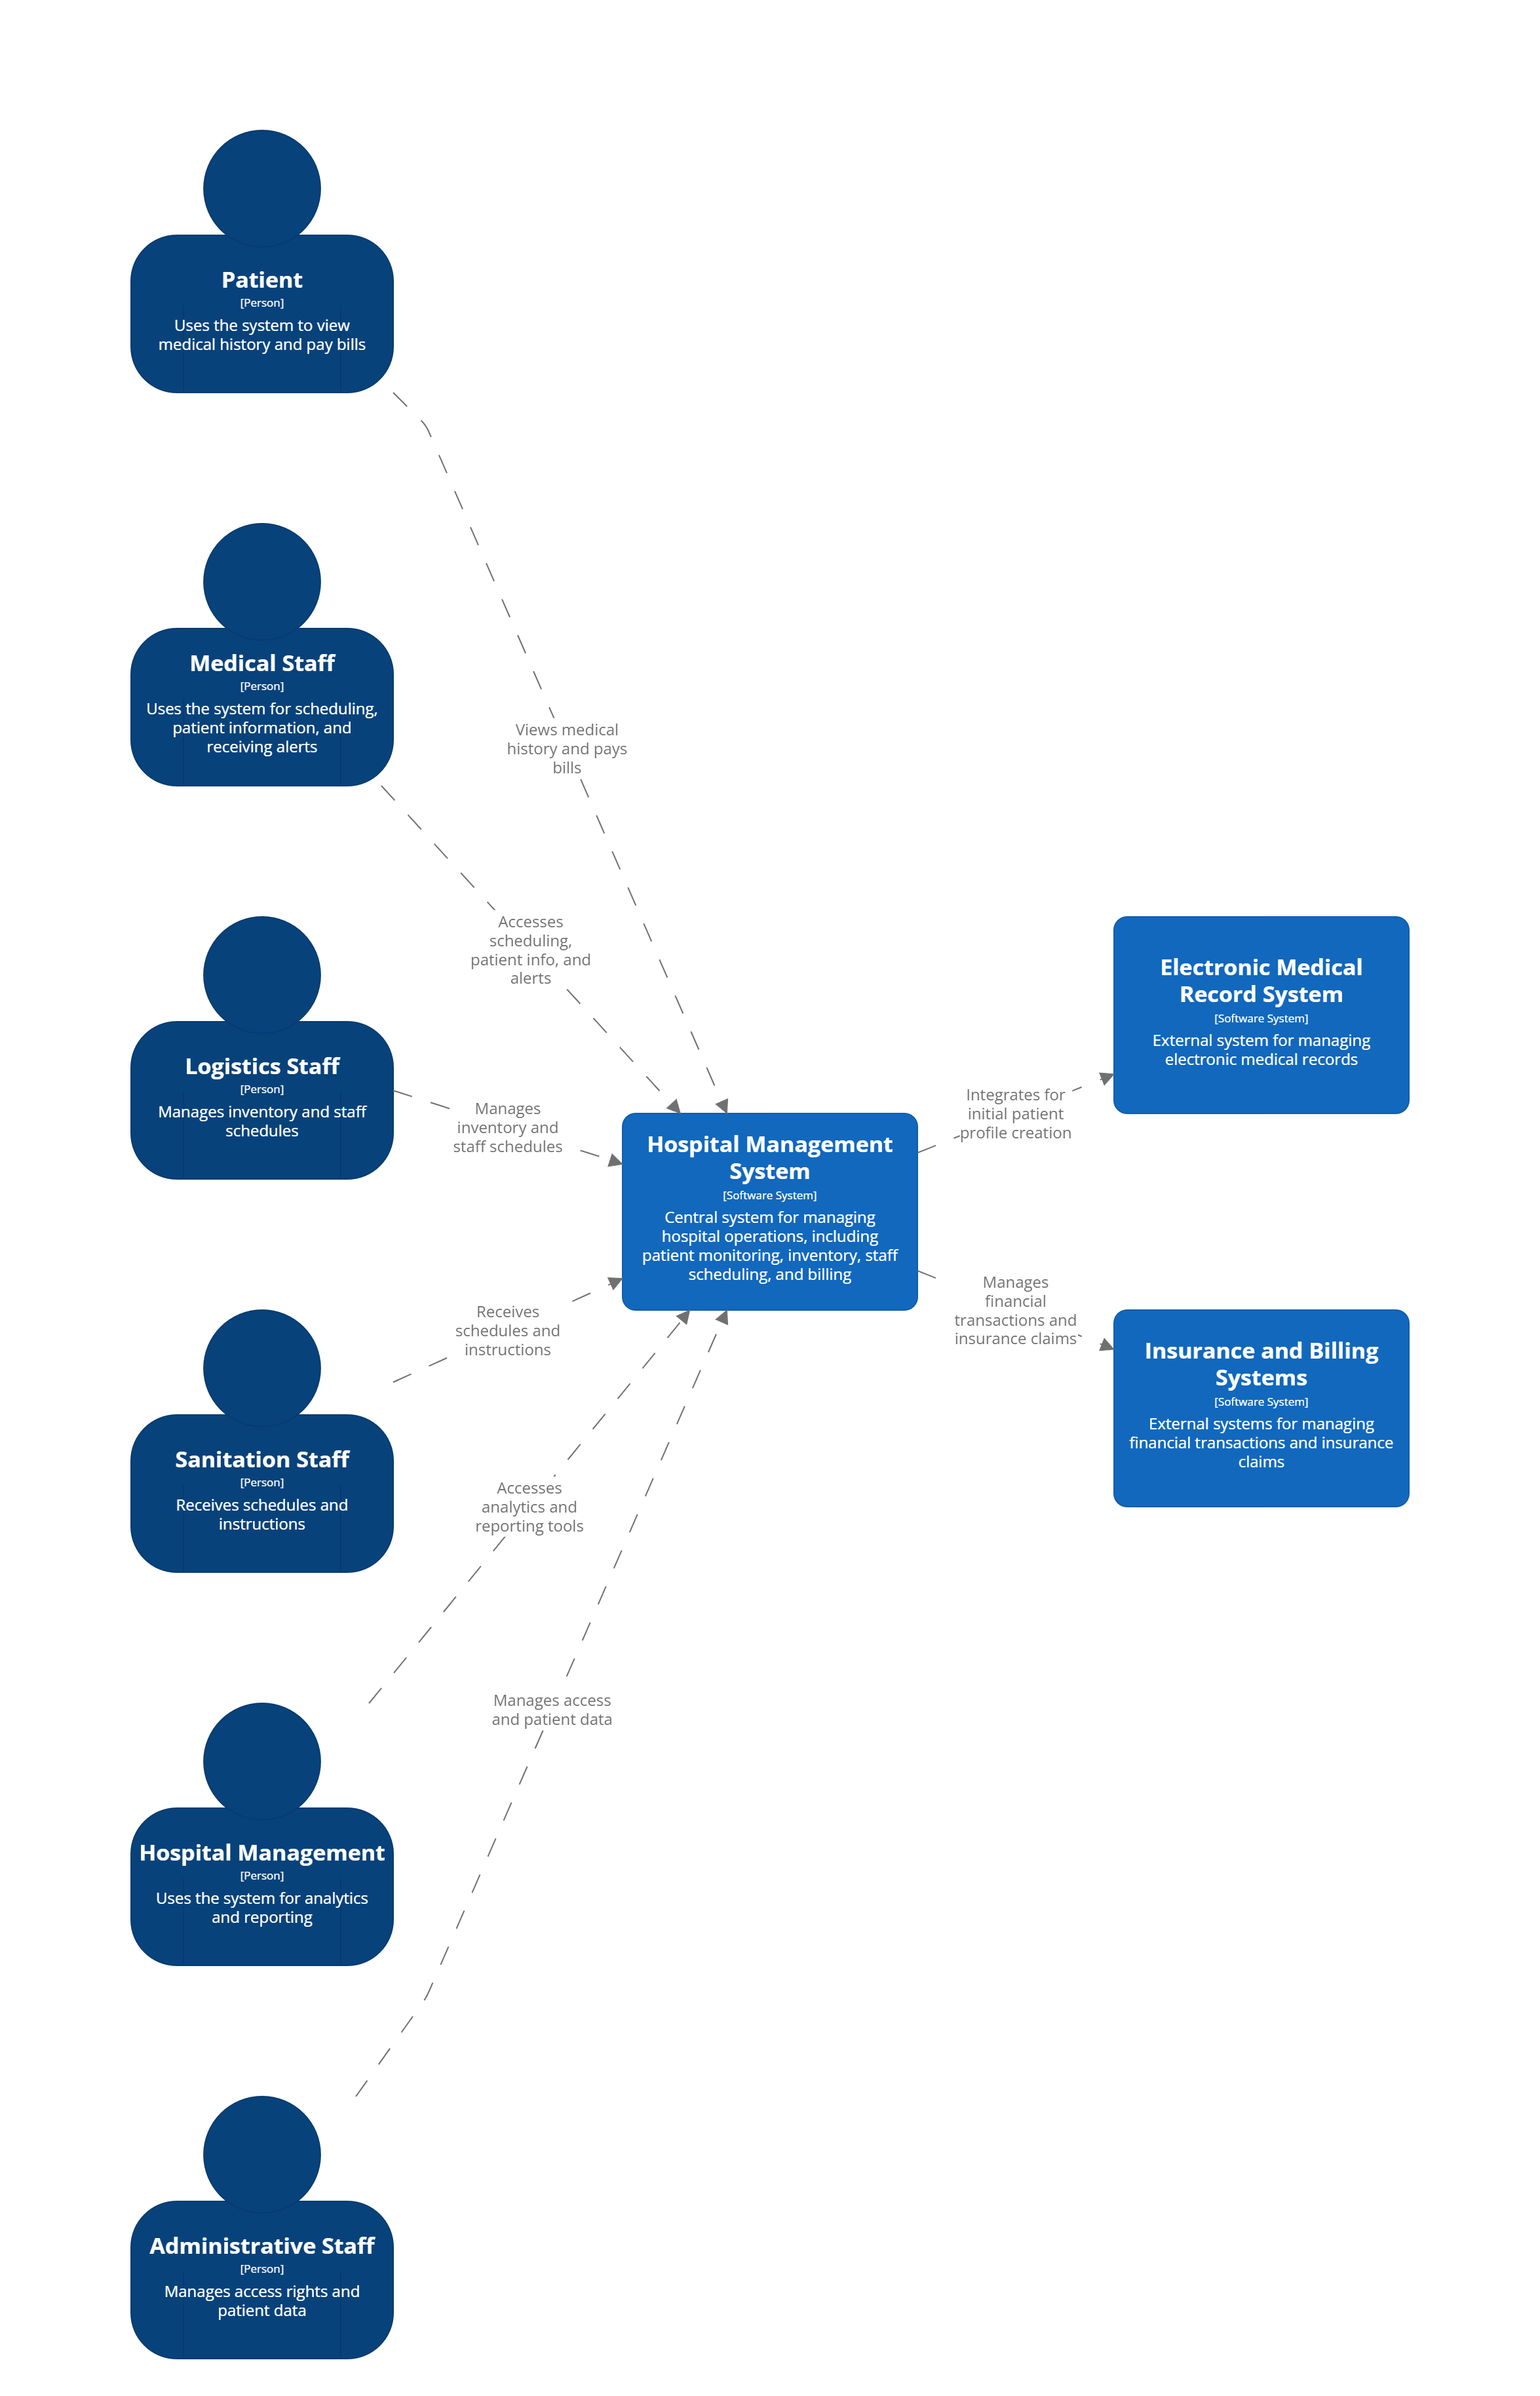 Patient
[Person]
Uses the system to view
medical history and pay bills
Medical Staff
[Person]
Uses the system for scheduling,
patient information, and
receiving alerts
Views medical
history and pays
bills
Accesses
scheduling,
patient info, and
alerts
Logistics Staff
[Person]
Manages inventory and staff
schedules
Manages
inventory and
staff schedules
Hospital Management
System
[Software System]
Central system for managing
hospital operations, including
patient monitoring, inventory, staff
scheduling, and billing
Integrates for
initial patient
profile creation
Electronic Medical
Record System
[Software System]
External system for managing
electronic medical records
Manages
financial
transactions and
insurance claims
Insurance and Billing
Systems
[Software System]
External systems for managing
financial transactions and insurance
claims
Receives
schedules and
instructions
Sanitation Staff
[Person]
Receives schedules and
instructions
Accesses
analytics and
reporting tools
Manages access
and patient data
Hospital Management
[Person]
Uses the system for analytics
and reporting
Administrative Staff
[Person]
Manages access rights and
patient data